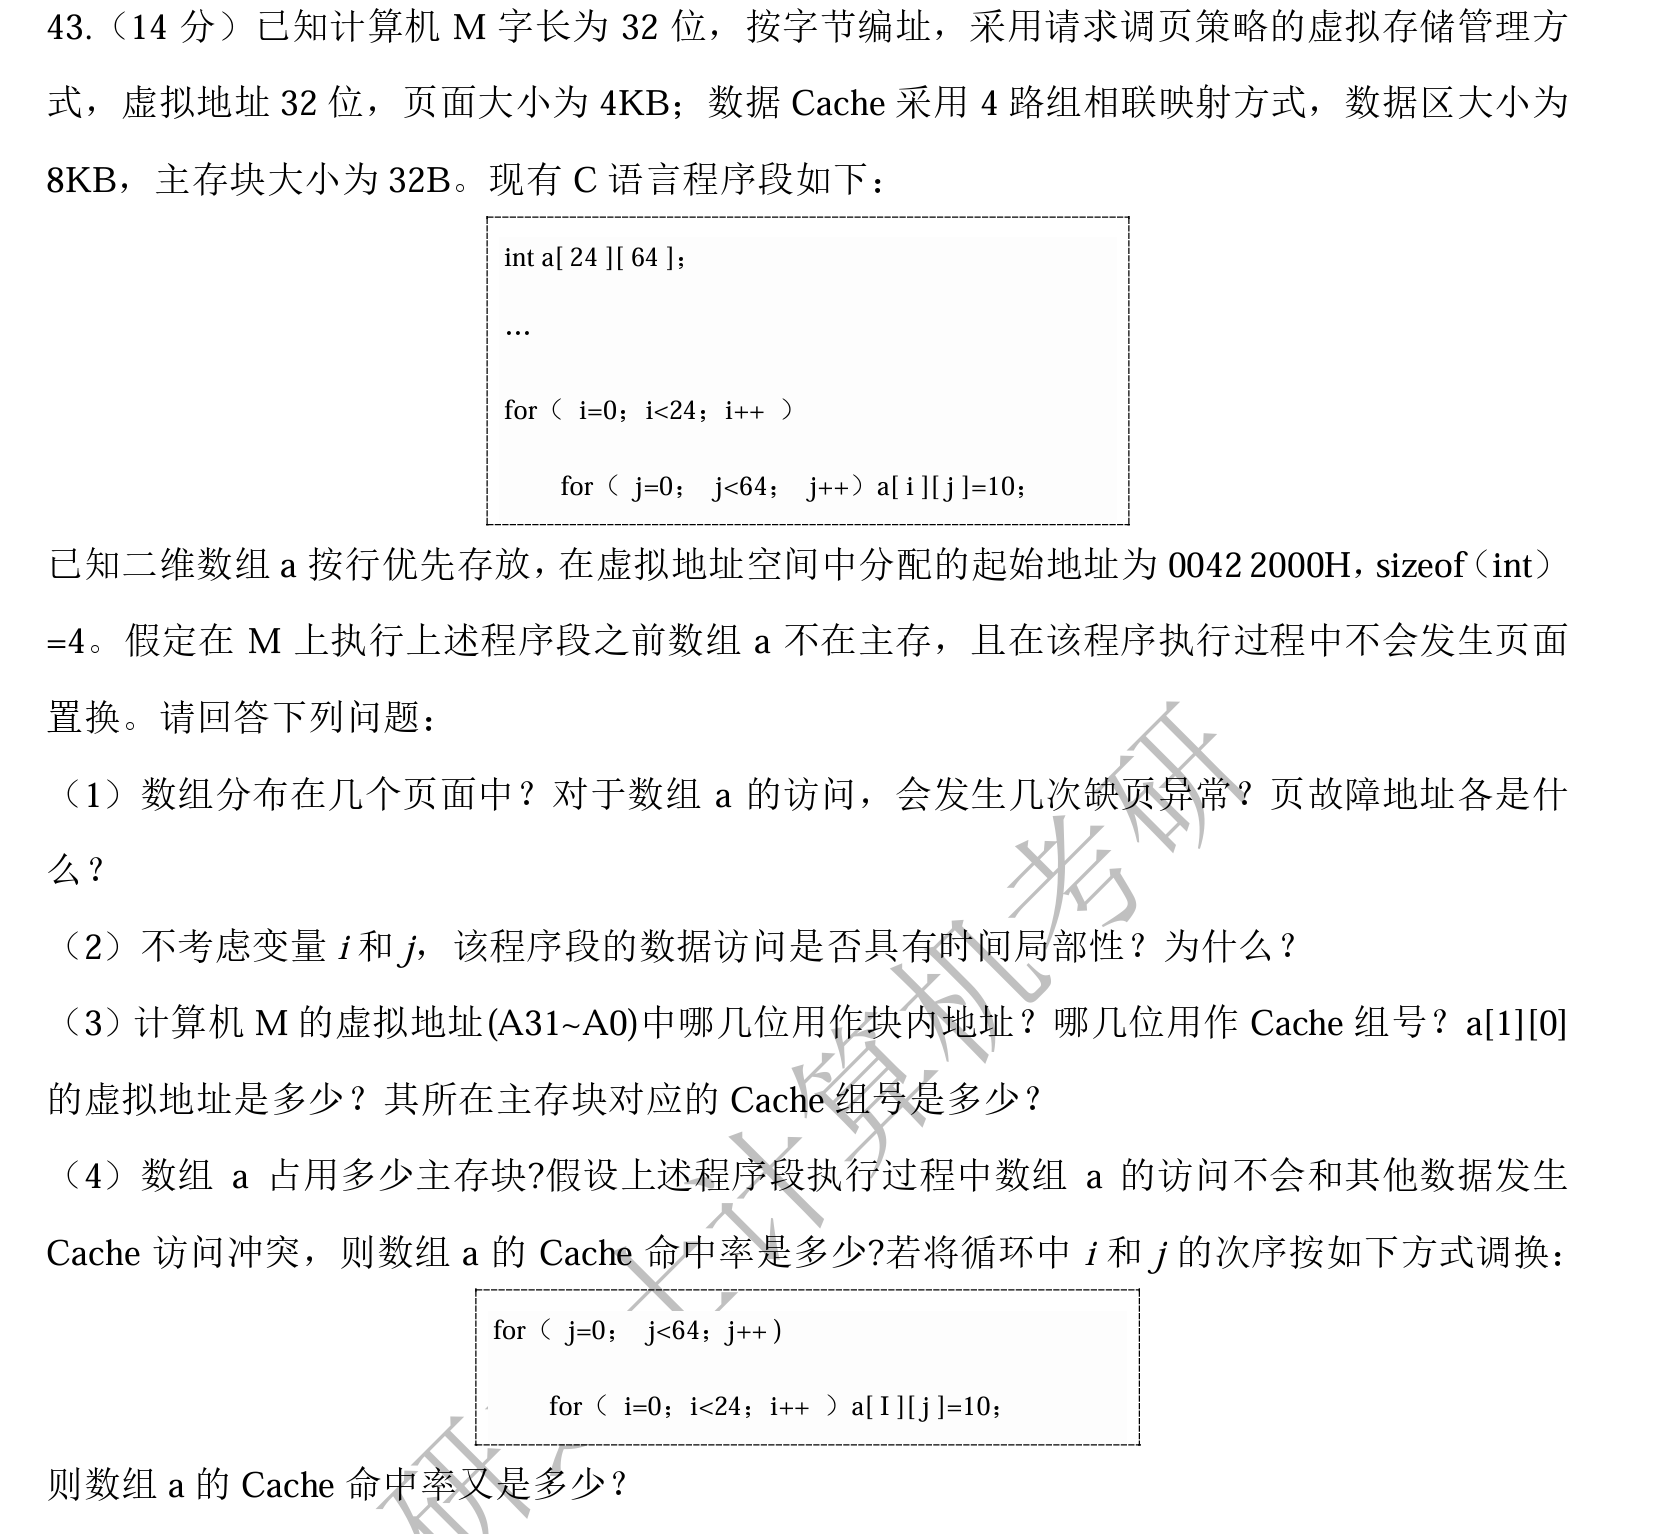 43.（14 分）已知计算机 M 字长为 32 位，按字节编址，采用请求调页策略的虚拟存储管理方
式，虚拟地址 32 位，页面大小为 4KB；数据 Cache 采用 4 路组相联映射方式，数据区大小为
8KB，主存块大小为 32B。现有 C 语言程序段如下：
int a[ 24 ][ 64 ]；
…
for（ i=0；i<24；i++ ）
for（ j=0； j<64； j++）a[ i ][ j ]=10；
已知二维数组 a 按行优先存放，在虚拟地址空间中分配的起始地址为 0042 2000H，sizeof（int）
=4。假定在 M 上执行上述程序段之前数组 a 不在主存，且在该程序执行过程中不会发生页面
置换。请回答下列问题：
（1）数组分布在几个页面中？对于数组 a 的访问，会发生几次缺页异常？页故障地址各是什
么？
（2）不考虑变量 i 和 j，该程序段的数据访问是否具有时间局部性？为什么？
（3）计算机 M 的虚拟地址(A31~A0)中哪几位用作块内地址？哪几位用作 Cache 组号？a[1][0]
的虚拟地址是多少？其所在主存块对应的 Cache 组号是多少？
（4）数组 a 占用多少主存块?假设上述程序段执行过程中数组 a 的访问不会和其他数据发生
Cache 访问冲突，则数组 a 的 Cache 命中率是多少?若将循环中 i 和 j 的次序按如下方式调换：
for（ j=0； j<64；j++ )
for（ i=0；i<24；i++ ）a[ I ][ j ]=10；
则数组 a 的 Cache 命中率又是多少？
研
士计算机考研